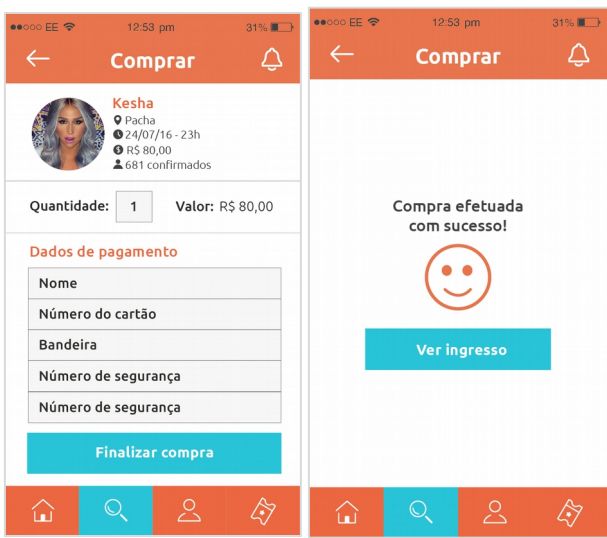 EE 12:53 pm 31%
Comprar
Kesha
Pacha
24/07/16 - 23h
R$ 80,00
681 confirmados
Quantidade: 1 Valor: R$ 80,00
Dados de pagamento
Nome
Número do cartão
Bandeira
Número de segurança
Número de segurança
Finalizar compra
EE 12:53 pm 31%
Comprar
Compra efetuada
com sucesso!
Ver ingresso